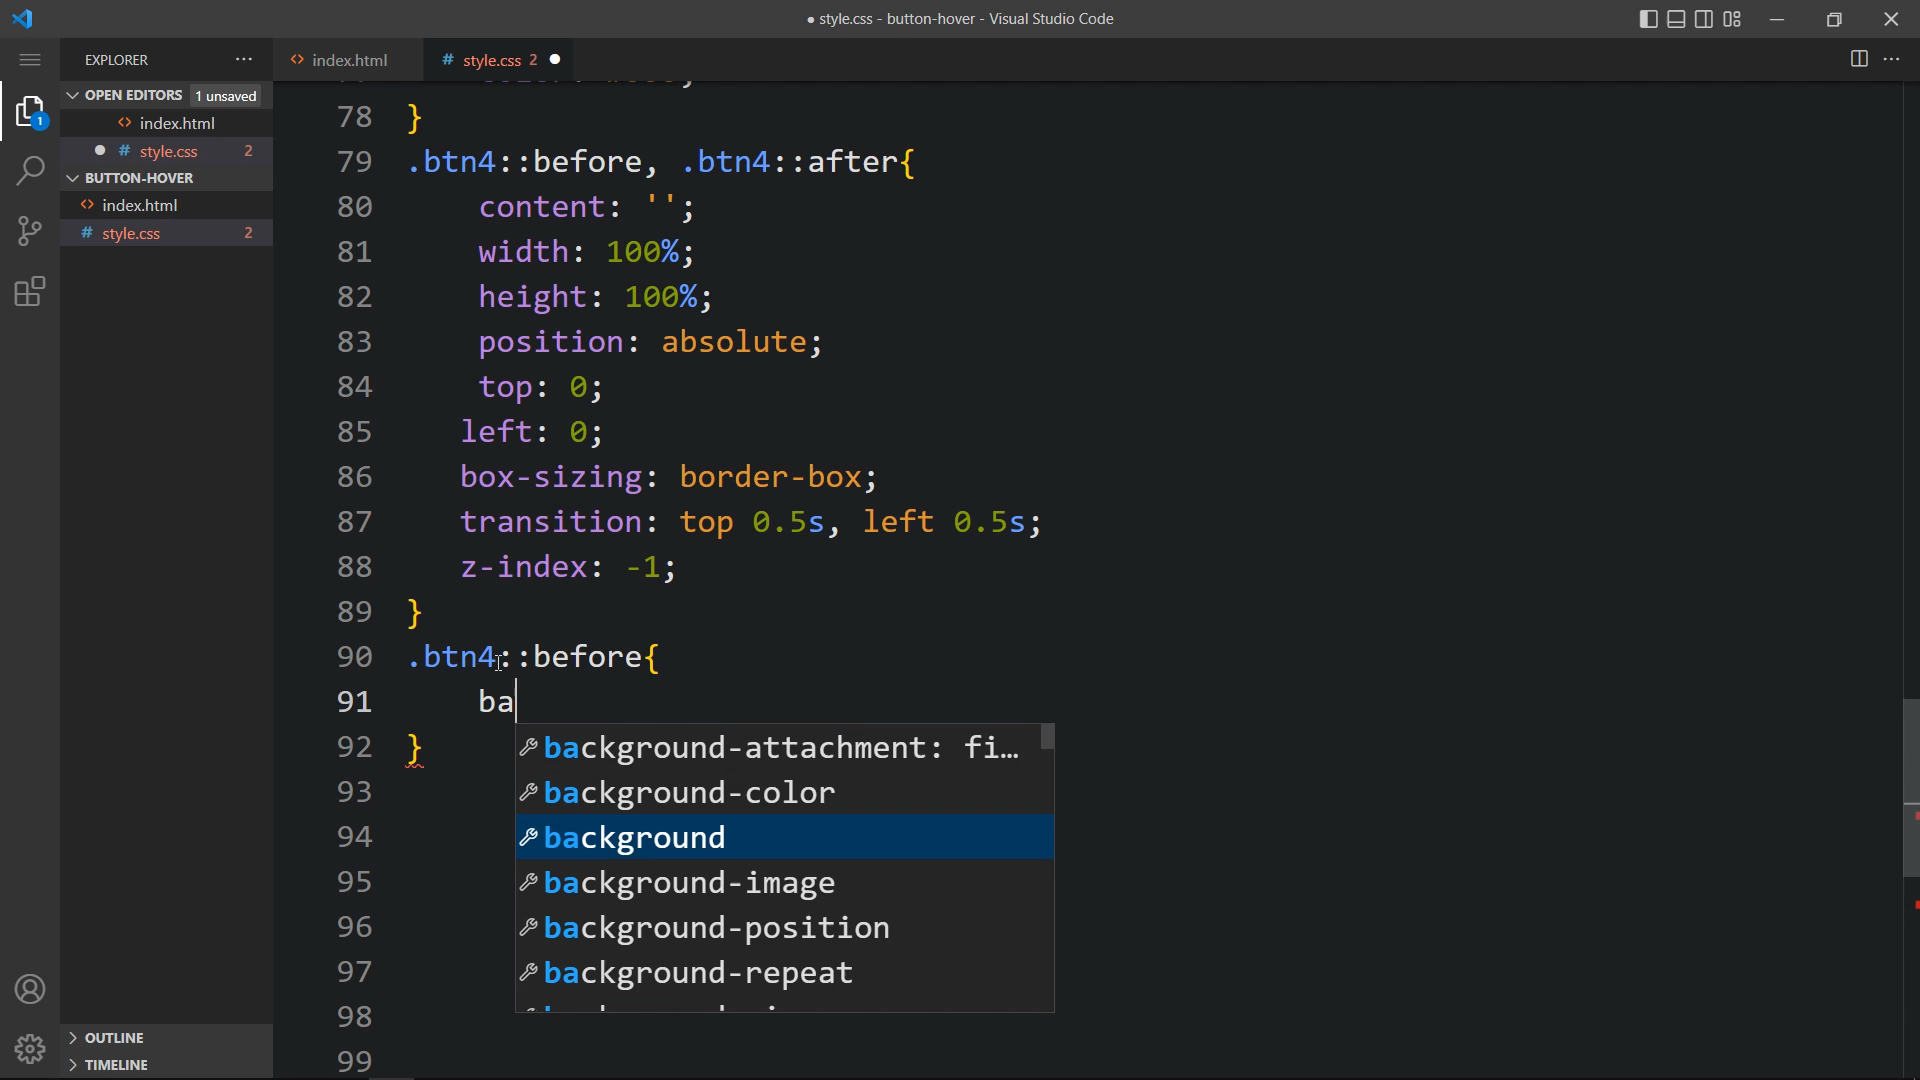 ● style.css - button-hover - Visual Studio Code
EXPLORER
index.html
style.css 2
OPEN EDITORS 1 unsaved
index.html
style.css 2
BUTTON-HOVER
index.html
style.css 2
1
OUTLINE
TIMELINE
78 }
79 .btn4::before, .btn4::after{
80 content: '';
81 width: 100%;
82 height: 100%;
83 position: absolute;
84 top: 0;
85 left: 0;
86 box-sizing: border-box;
87 transition: top 0.5s, left 0.5s;
88 z-index: -1;
89 }
90 .btn4::before{
91 ba
92 }
93
94
95
96
97
98
99
background-attachment: fi…
background-color
background
background-image
background-position
background-repeat